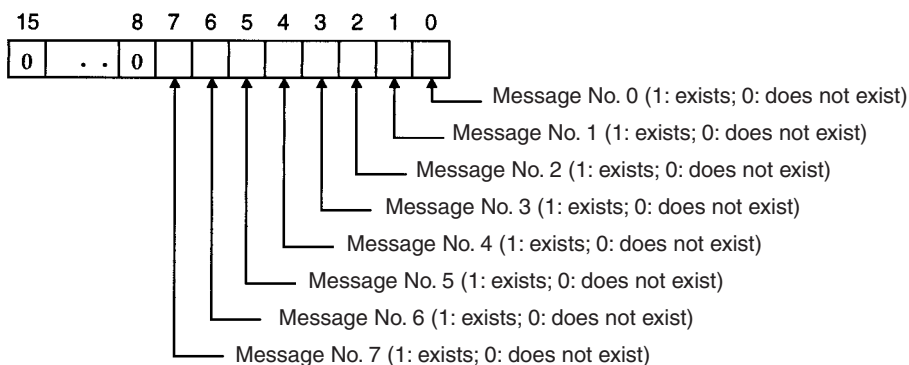 15 8 7 6 5 4 3 2 1 0
0 . . 0
Message No. 0 (1: exists; 0: does not exist)
Message No. 1 (1: exists; 0: does not exist)
Message No. 2 (1: exists; 0: does not exist)
Message No. 3 (1: exists; 0: does not exist)
Message No. 4 (1: exists; 0: does not exist)
Message No. 5 (1: exists; 0: does not exist)
Message No. 6 (1: exists; 0: does not exist)
Message No. 7 (1: exists; 0: does not exist)